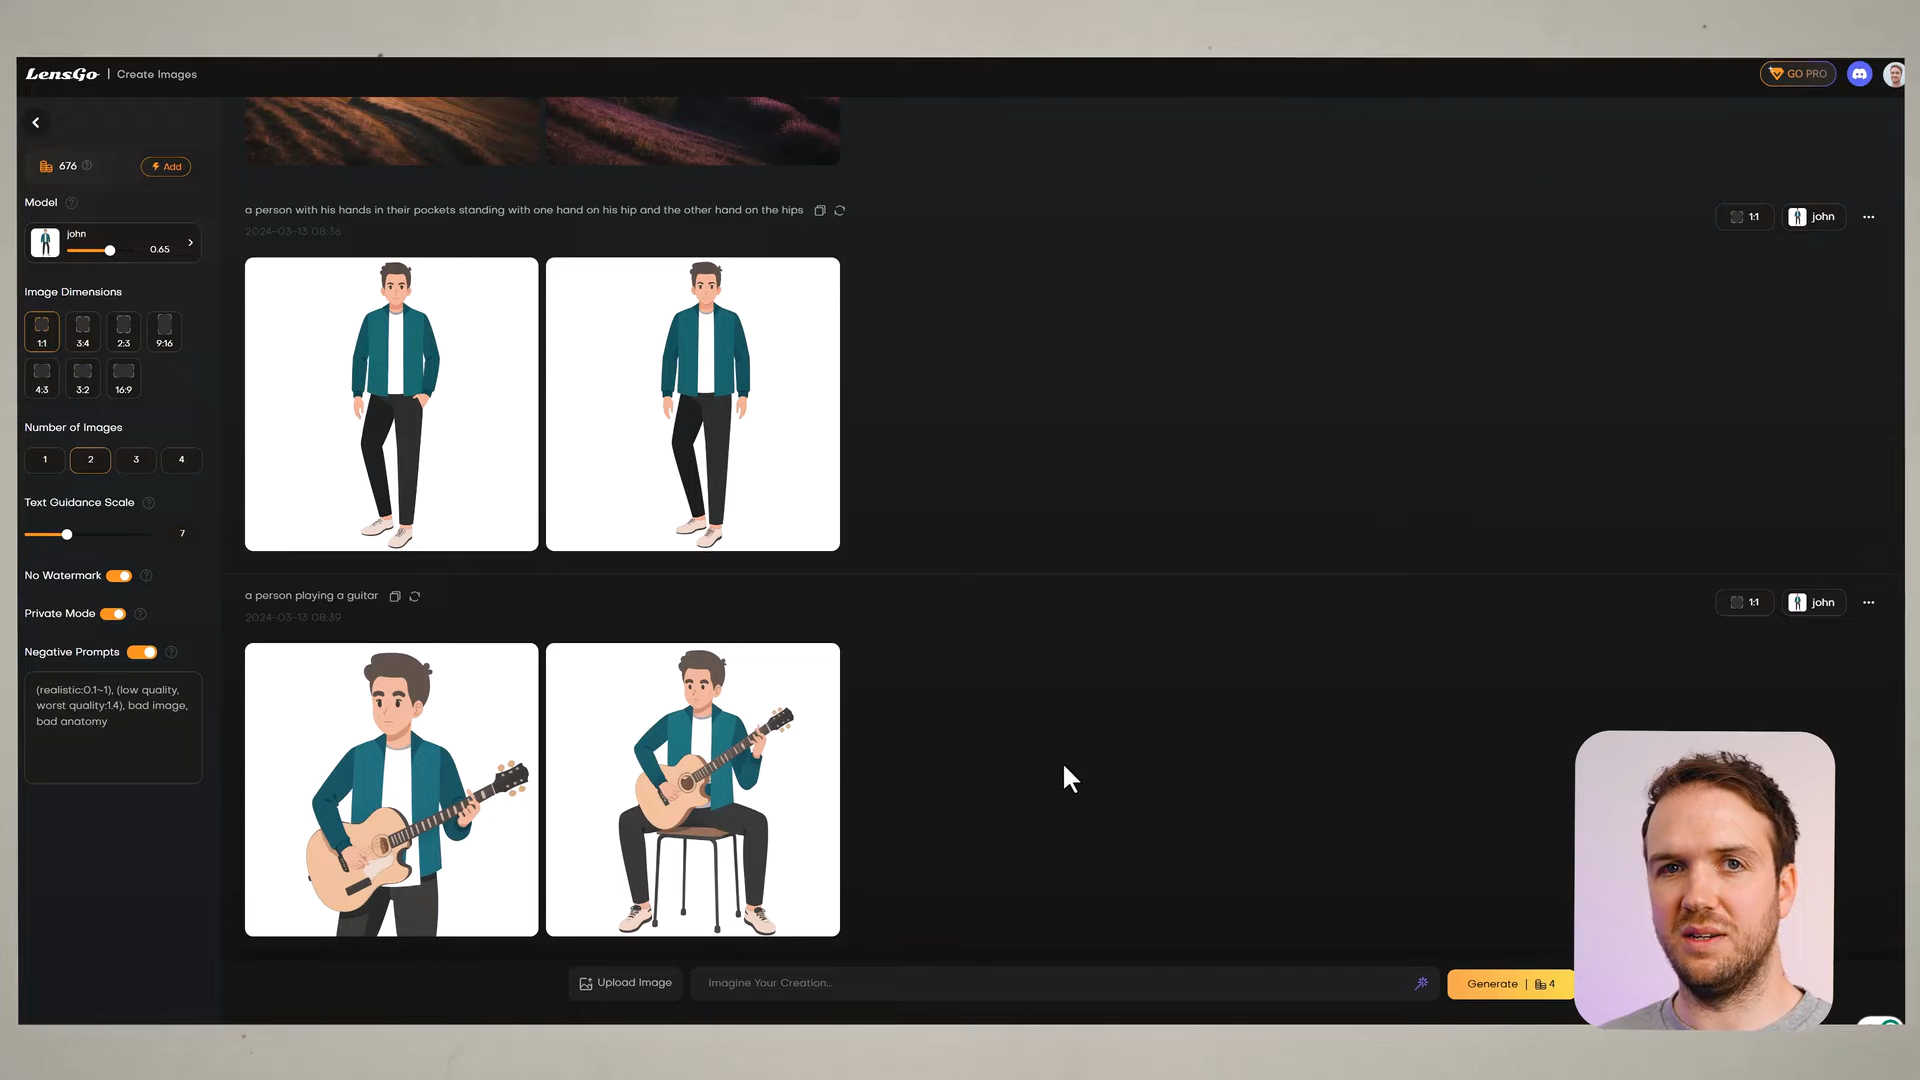 LensGo | Create Images
GO PRO
676
Add
Model
john
0.65
Image Dimensions
1:1
3:4
2:3
9:16
4:3
3:2
16:9
Number of Images
1
2
3
4
Text Guidance Scale
7
No Watermark
Private Mode
Negative Prompts
(realistic:0.1~1), (low quality,
worst quality:1.4), bad image,
bad anatomy
a person with his hands in their pockets standing with one hand on his hip and the other hand on the hips
2024-03-13 08:36
1:1
john
a person playing a guitar
2024-03-13 08:39
1:1
john
Upload Image
Imagine Your Creation...
Generate | 4